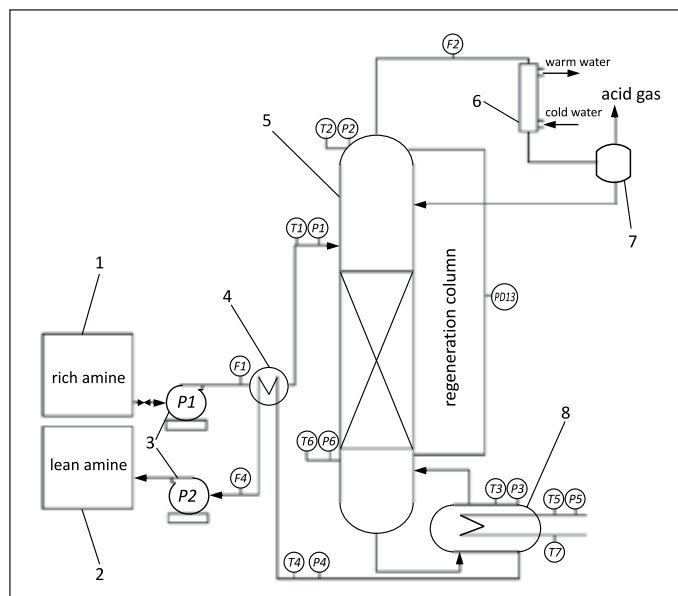 F2
warm water
6
cold water
acid gas
T2 P2
5
7
T1 P1
regeneration column
PD13
1
4
rich amine
F1
P1
3
lean amine
P2
F4
T6 P6
8
T3 P3
T5 P5
T7
2
T4 P4